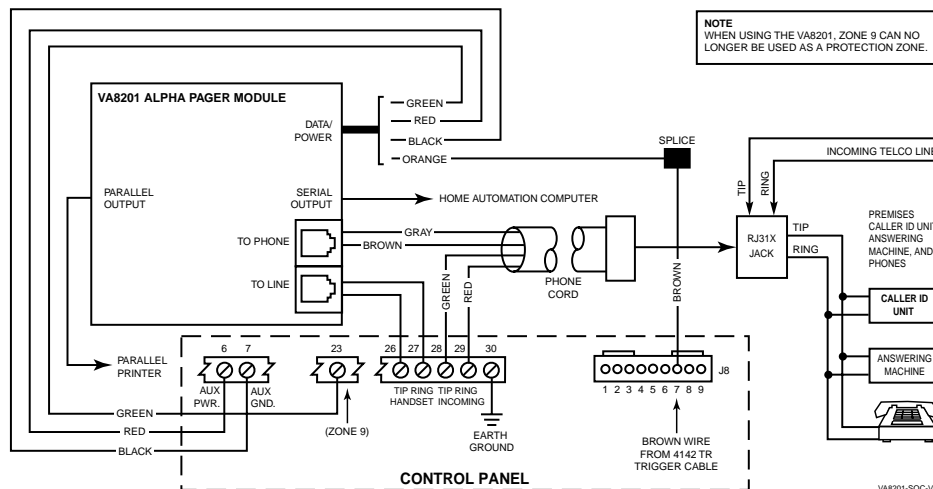 NOTE
WHEN USING THE VA8201, ZONE 9 CAN NO
LONGER BE USED AS A PROTECTION ZONE.
VA8201 ALPHA PAGER MODULE
DATA/
POWER
GREEN
RED
BLACK
ORANGE
SPLICE
INCOMING TELCO LINE
TIP
RING
PARALLEL
OUTPUT
SERIAL
OUTPUT
HOME AUTOMATION COMPUTER
TO PHONE
GRAY
BROWN
TO LINE
GREEN
RED
PHONE
CORD
BROWN
RJ31X
JACK
TIP
RING
PREMISES
CALLER ID UNIT
ANSWERING
MACHINE, AND
PHONES
CALLER ID
UNIT
ANSWERING
MACHINE
PARALLEL
PRINTER
6 7
23
26 27 28 29 30
AUX
PWR.
AUX
GND.
(ZONE 9)
TIP RING TIP RING
HANDSET INCOMING
EARTH
GROUND
J8
1 2 3 4 5 6 7 8 9
BROWN WIRE
FROM 4142 TR
TRIGGER CABLE
GREEN
RED
BLACK
CONTROL PANEL